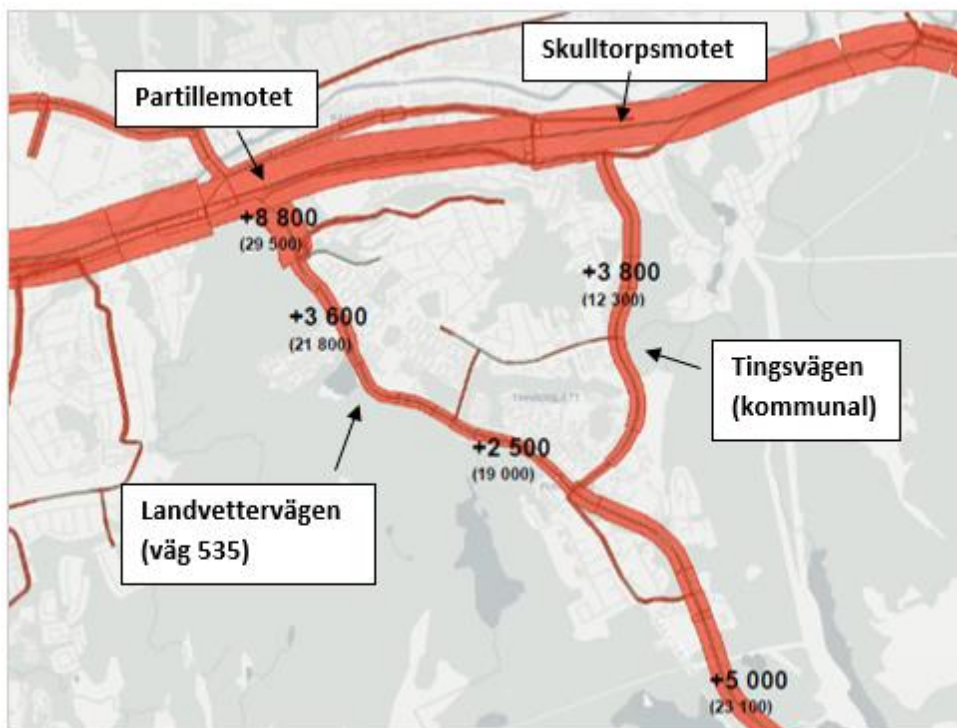 Skulltorpsmotet
Partillemotet
+8 800
(29 500)
+3 800
(12 300)
+3 600
(21 800)
Tingsvägen
(kommunal)
+2 500
(19 000)
Landvettervägen
(väg 535)
+5 000
(23 100)